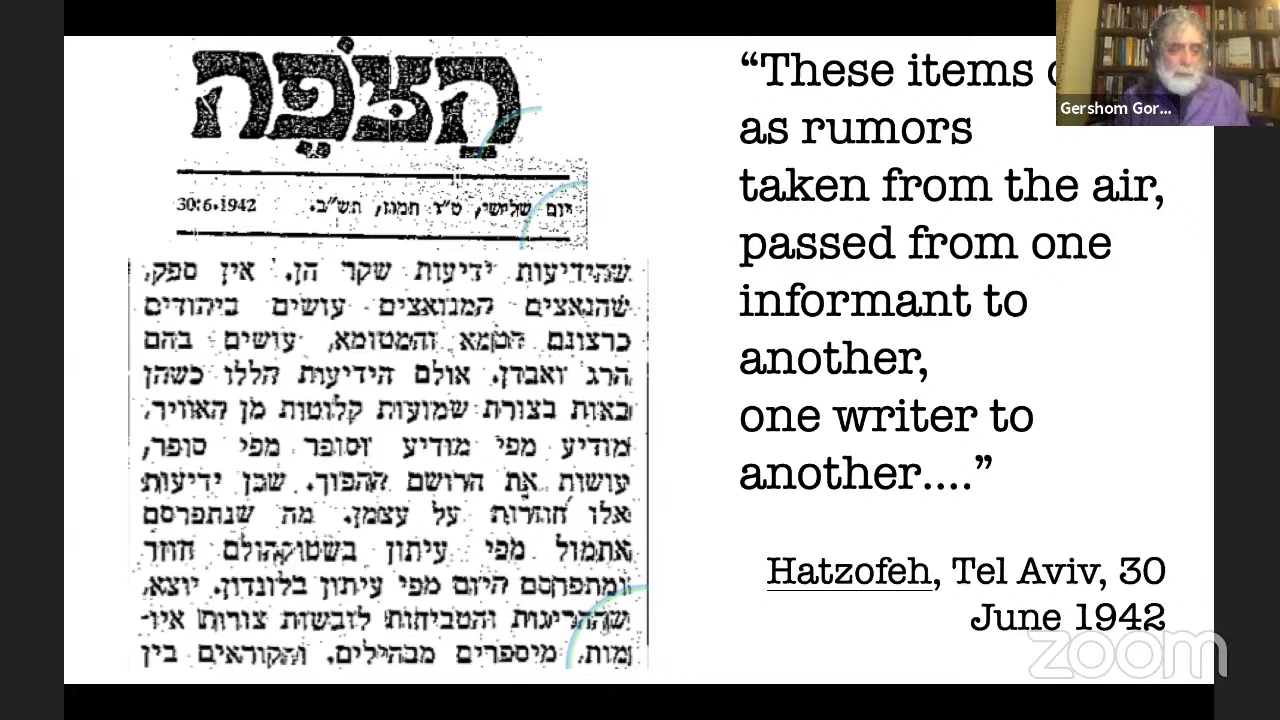 הַצֹּפֶה
יום שלישי, ט"ו תמוז, תש"ב. 30.6.1942
שהידיעות ידיעות שקר הן. אין ספק,
שהנאצים המנואצים עושים ביהודים
כרצונם הטמא והמטומא, עושים בהם
הרג ואבדן. אולם הידיעות הללו כשהן
באות בצורת שמועות קלוטות מן האוויר,
מודיע מפי מודיע וסופר מפי סופר,
עושות את הרושם ההפוך. שכן ידיעות
אלו חוזרות על עצמן. מה שנתפרסם
אתמול מפי עיתון בשטוקהולם חוזר
ומתפרסם היום מפי עיתון בלונדון. יוצא,
שההריגות והטביחות לובשות צורות איו־
מות, מיספרים מבהילים. והקוראים בין
“These items
as rumors
taken from the air,
passed from one
informant to
another,
one writer to
another....”
Hatzofeh, Tel Aviv, 30
June 1942
Gershom Gor...
zoom